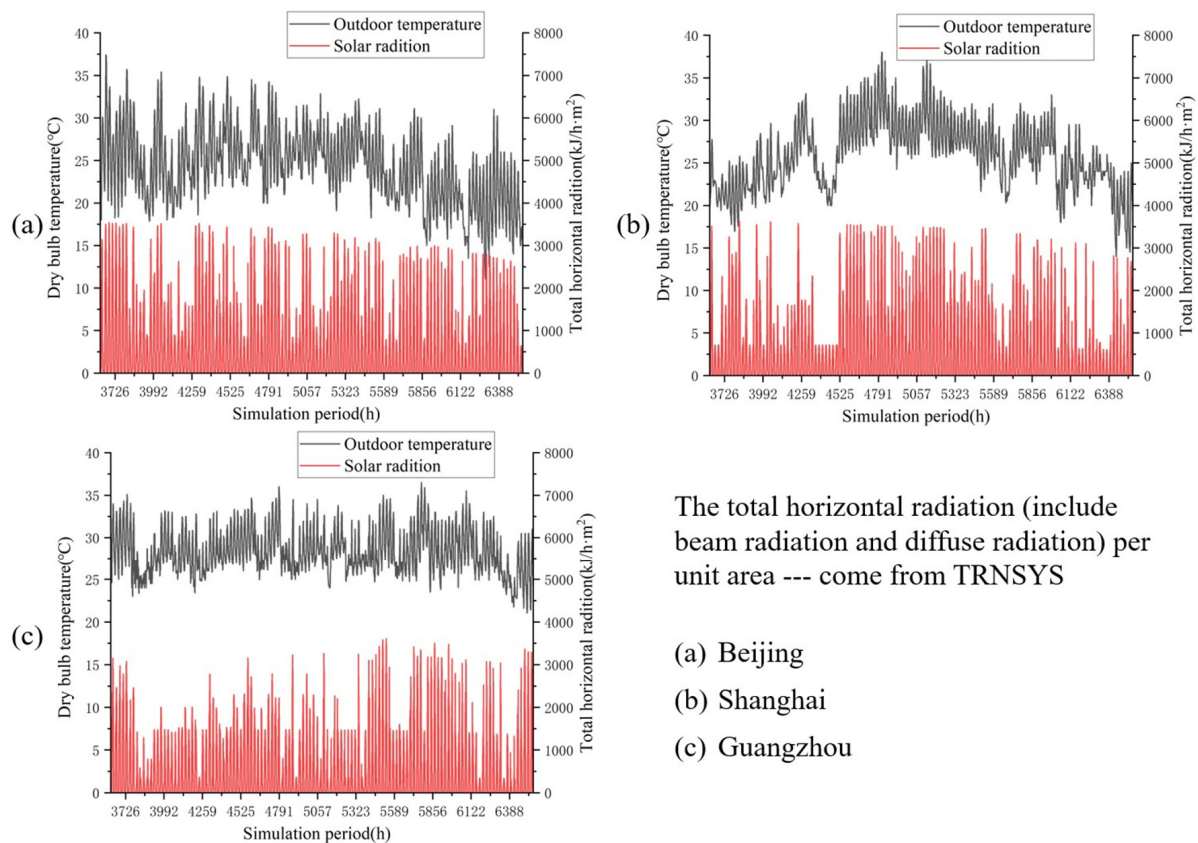 Outdoor temperature
Solar radition
40
35
30
25
20
15
10
5
0
Dry bulb temperature(℃)
8000
7000
6000
5000
4000
3000
2000
1000
0
Total horizontal radition(kJ/h·m²)
3726 3992 4259 4525 4791 5057 5323 5589 5856 6122 6388
Simulation period(h)
(a)
Outdoor temperature
Solar radition
40
35
30
25
20
15
10
5
0
Dry bulb temperature(℃)
8000
7000
6000
5000
4000
3000
2000
1000
0
Total horizontal radition(kJ/h·m²)
3726 3992 4259 4525 4791 5057 5323 5589 5856 6122 6388
Simulation period(h)
(b)
Outdoor temperature
Solar radition
40
35
30
25
20
15
10
5
0
Dry bulb temperature(℃)
8000
7000
6000
5000
4000
3000
2000
1000
0
Total horizontal radition(kJ/h·m²)
3726 3992 4259 4525 4791 5057 5323 5589 5856 6122 6388
Simulation period(h)
(c)
The total horizontal radiation (include
beam radiation and diffuse radiation) per
unit area --- come from TRNSYS
(a) Beijing
(b) Shanghai
(c) Guangzhou